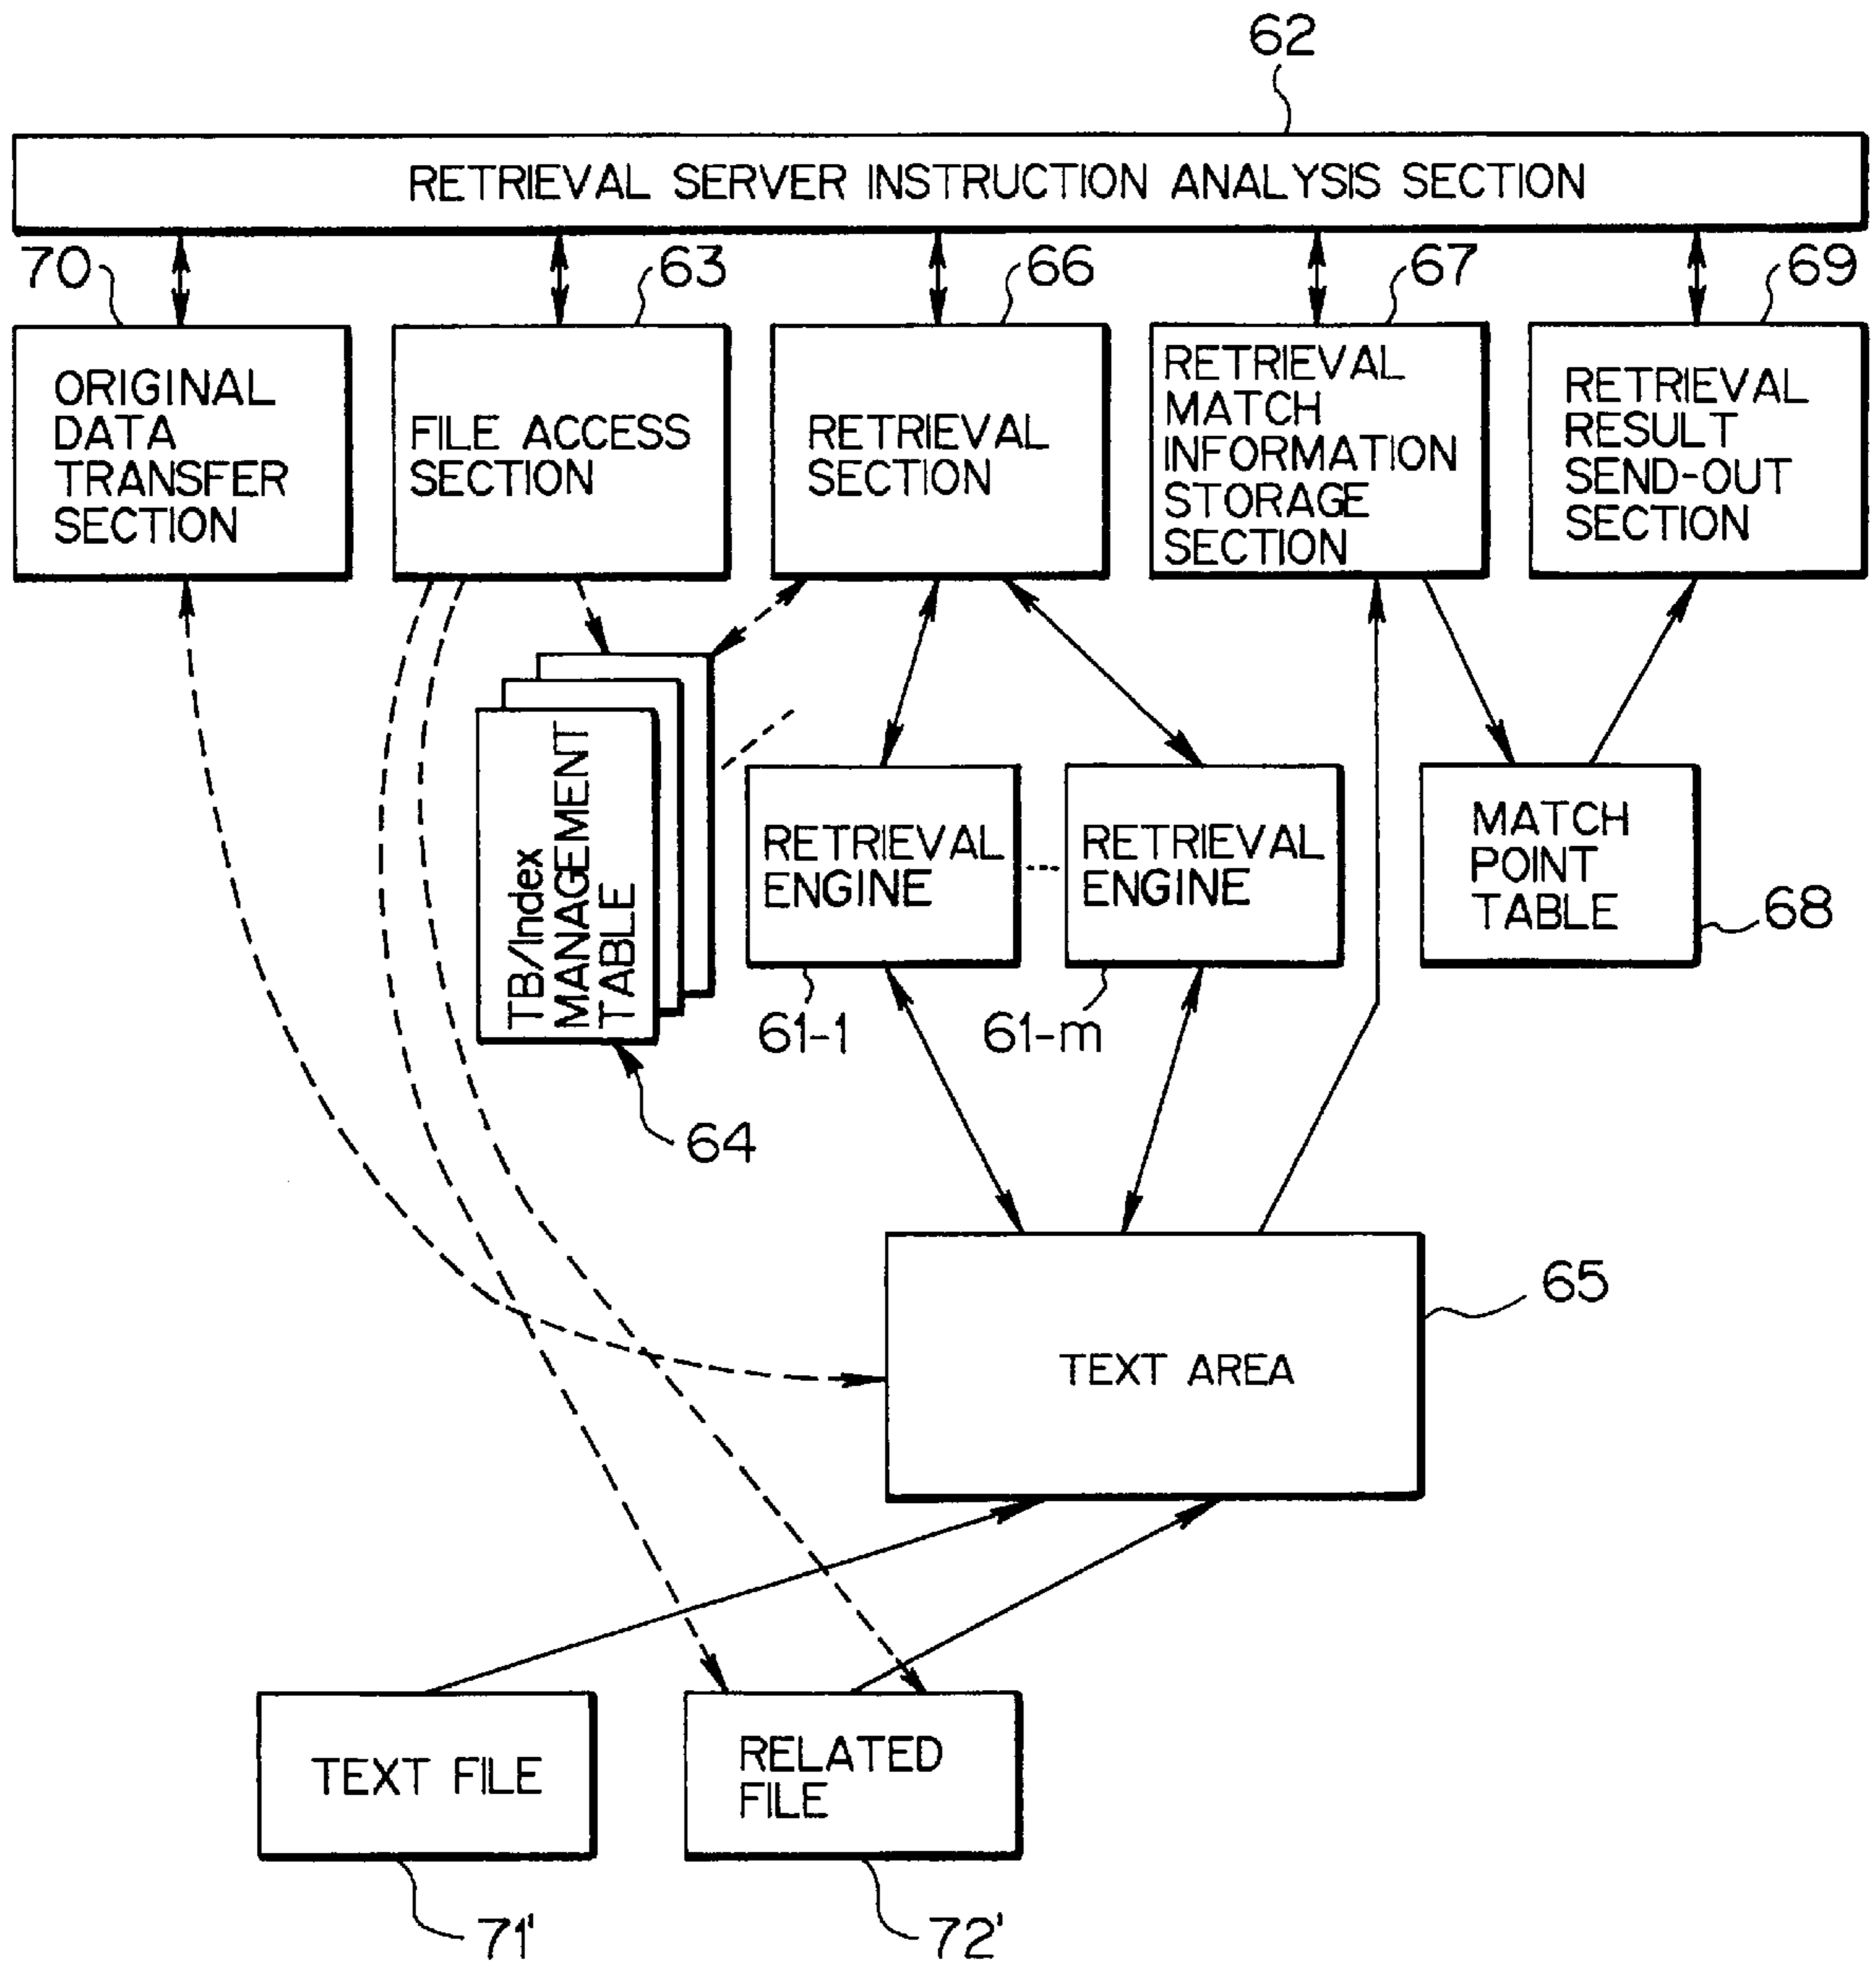 62
RETRIEVAL SERVER INSTRUCTION ANALYSIS SECTION
70
63
66
67
69
ORIGINAL
DATA
TRANSFER
SECTION
FILE ACCESS
SECTION
RETRIEVAL
SECTION
RETRIEVAL
MATCH
INFORMATION
STORAGE
SECTION
RETRIEVAL
RESULT
SEND-OUT
SECTION
TB/Index
MANAGEMENT
TABLE
RETRIEVAL
ENGINE
RETRIEVAL
ENGINE
MATCH
POINT
TABLE
68
61-1
61-m
64
65
TEXT AREA
TEXT FILE
RELATED
FILE
71'
72'